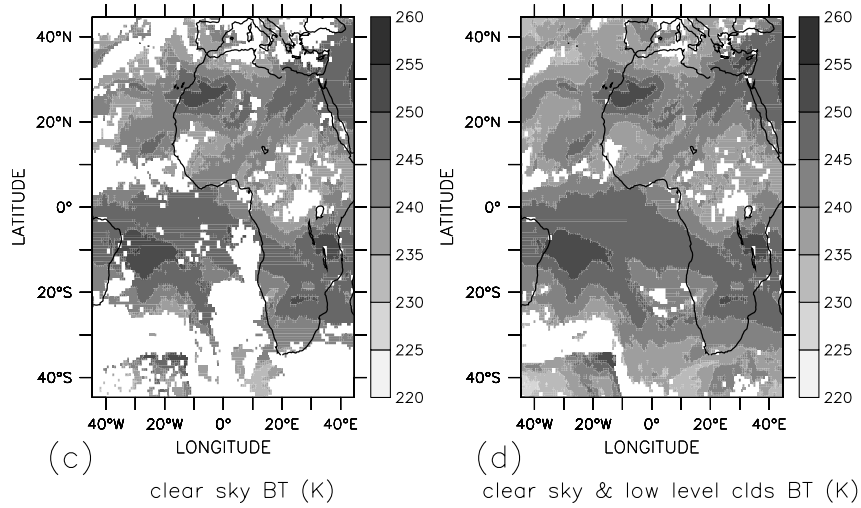 40°N
20°N
0°
20°S
40°S
LATITUDE
40°W
20°W
0°
20°E
40°E
LONGITUDE
260
255
250
245
240
235
230
225
220
(c)
clear sky BT (K)
40°N
20°N
0°
20°S
40°S
LATITUDE
40°W
20°W
0°
20°E
40°E
LONGITUDE
260
255
250
245
240
235
230
225
220
(d)
clear sky & low level clds BT (K)